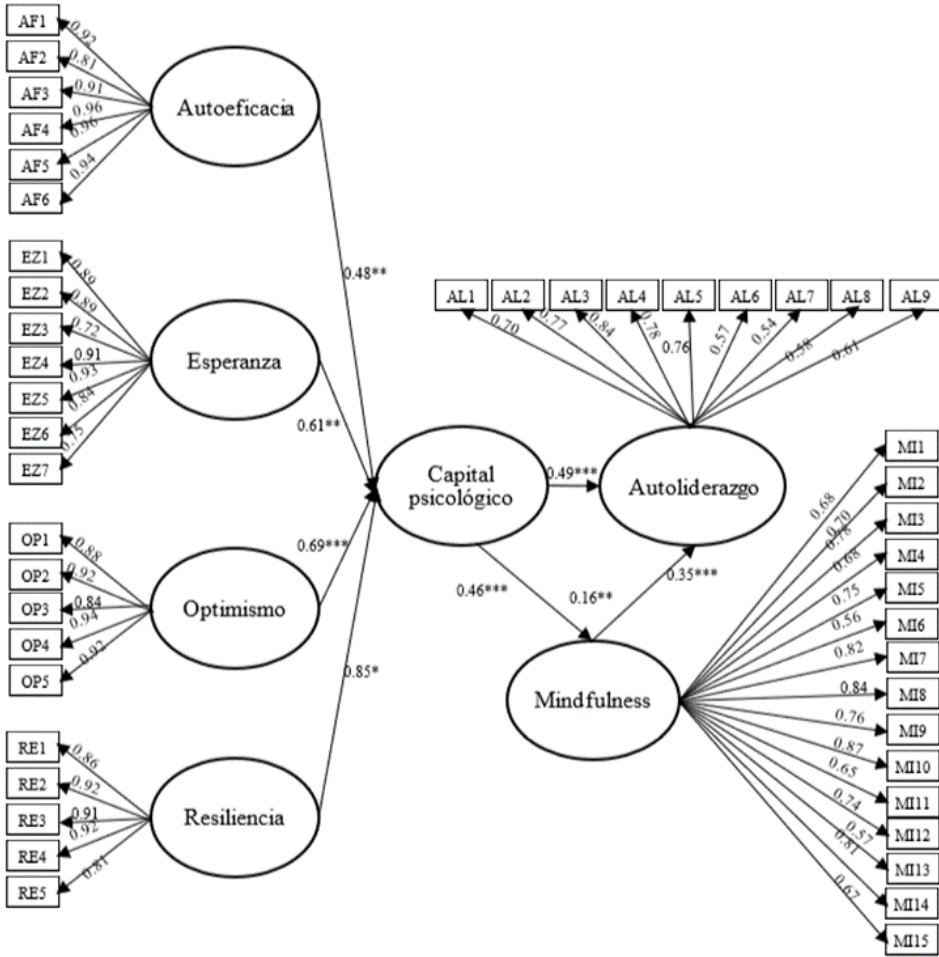 AF1
0.92
AF2
0.81
AF3
0.91
AF4
0.96
AF5
0.96
AF6
0.94
Autoeficacia
0.48**
EZ1
0.89
EZ2
0.89
EZ3
0.72
EZ4
0.91
EZ5
0.93
EZ6
0.84
EZ7
0.75
Esperanza
0.61**
OP1
0.88
OP2
0.92
OP3
0.84
OP4
0.94
OP5
0.92
Optimismo
0.69***
RE1
0.86
RE2
0.92
RE3
0.91
RE4
0.92
RE5
0.81
Resiliencia
0.85*
Capital
psicológico
0.49***
0.46***
0.16**
0.35***
AL1
AL2
AL3
AL4
AL5
AL6
AL7
AL8
AL9
0.70
0.77
0.84
0.78
0.76
0.57
0.54
0.58
0.61
Autoliderazgo
Mindfulness
MI1
0.68
MI2
0.70
MI3
0.78
MI4
0.68
MI5
0.75
MI6
0.56
MI7
0.82
MI8
0.84
MI9
0.76
MI10
0.87
MI11
0.65
MI12
0.74
MI13
0.57
MI14
0.81
MI15
0.67